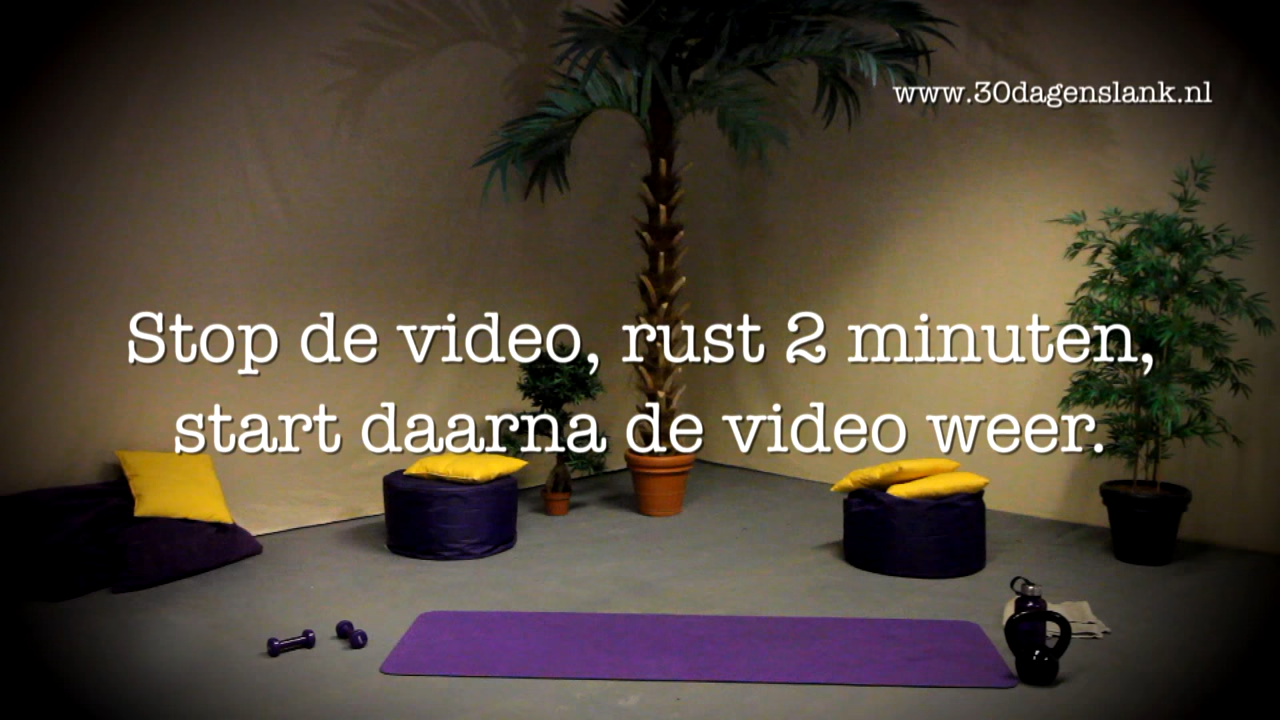 www.30dagenslank.nl
Stop de video, rust 2 minuten,
start daarna de video weer.